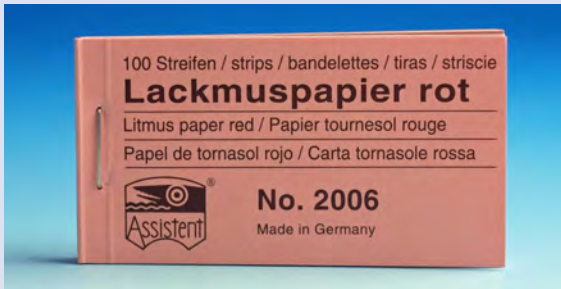 100 Streifen / strips / bandelettes / tiras / striscie
Lackmuspapier rot
Litmus paper red / Papier tournesol rouge
Papel de tornasol rojo / Carta tornasole rossa
®
Assistent
No. 2006
Made in Germany